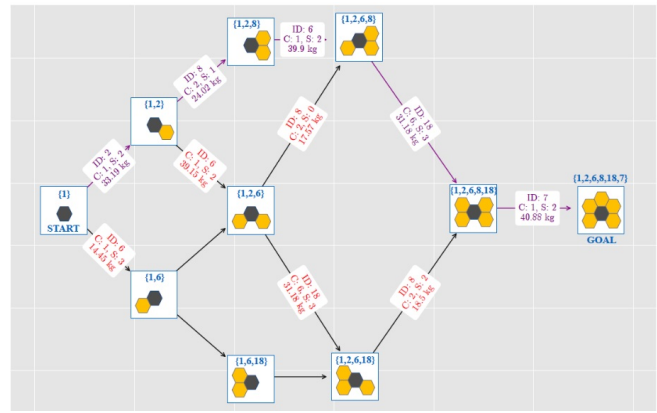 {1,2,8}
ID: 6
C: 1, S: 2
39.9 kg
{1,2,6,8}
ID: 8
C: 2, S: 1
24.02 kg
{1,2}
ID: 2
C: 1, S: 2
33.19 kg
ID: 6
C: 1, S: 2
39.15 kg
ID: 8
C: 2, S: 0
17.57 kg
ID: 18
C: 6, S: 3
31.18 kg
{1}
START
{1,2,6}
{1,2,6,8,18}
ID: 7
C: 1, S: 2
40.88 kg
{1,2,6,8,18,7}
GOAL
ID: 6
C: 1, S: 3
14.45 kg
{1,6}
ID: 18
C: 6, S: 3
31.18 kg
ID: 8
C: 2, S: 2
18.5 kg
{1,6,18}
{1,2,6,18}